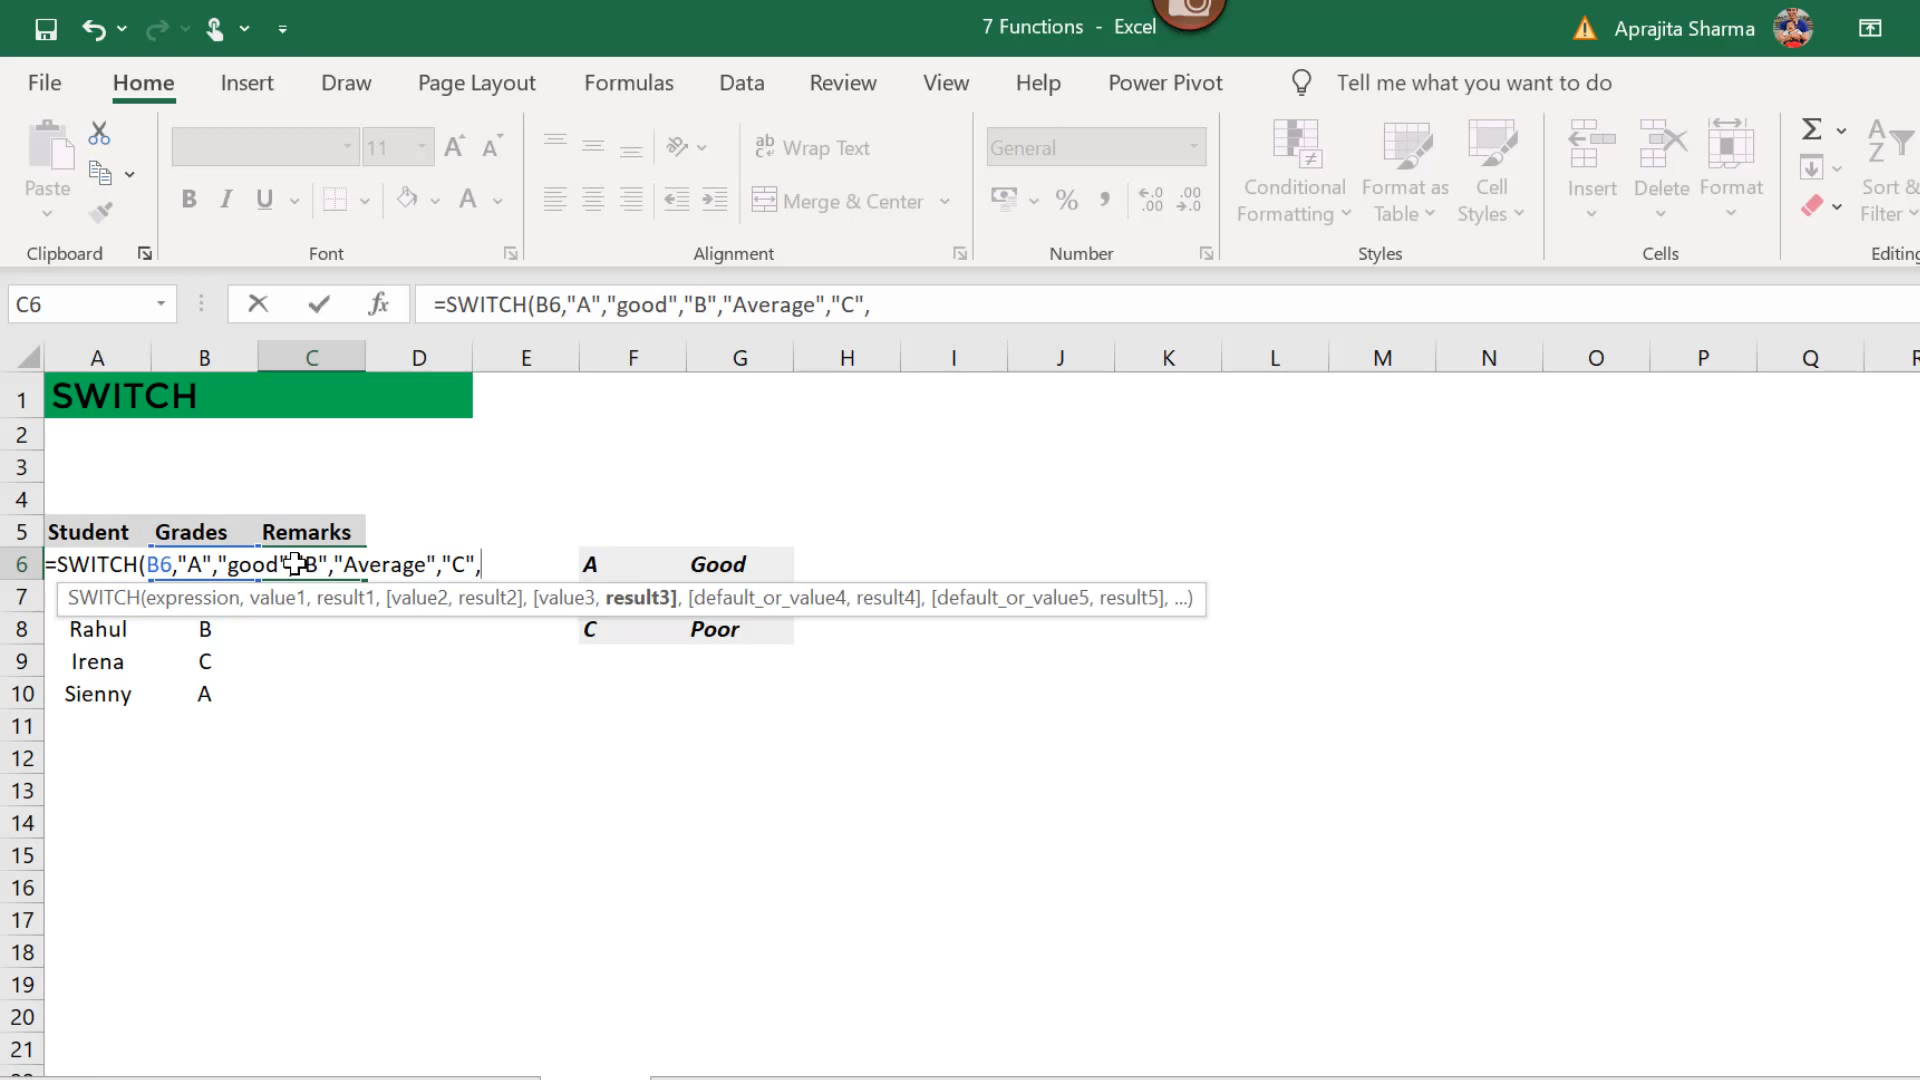 7 Functions - Excel
Aprajita Sharma
File Home Insert Draw Page Layout Formulas Data Review View Help Power Pivot Tell me what you want to do
Paste
Clipboard
11
A A
B I U A
Font
ab
c Wrap Text
Merge & Center
Alignment
General
% , .00 .00
Number
Conditional Formatting
Format as Table
Cell Styles
Styles
Insert Delete Format
Cells
Σ
A
Z
Sort &
Filter
Editing
C6
fx
=SWITCH(B6,"A","good","B","Average","C",
A B C D E F G H I J K L M N O P Q R
1 SWITCH
2
3
4
5 Student Grades Remarks
6 =SWITCH(B6,"A","good" B","Average","C", A Good
7 SWITCH(expression, value1, result1, [value2, result2], [value3, result3], [default_or_value4, result4], [default_or_value5, result5], ...)
8 Rahul B C Poor
9 Irena C
10 Sienny A
11
12
13
14
15
16
17
18
19
20
21